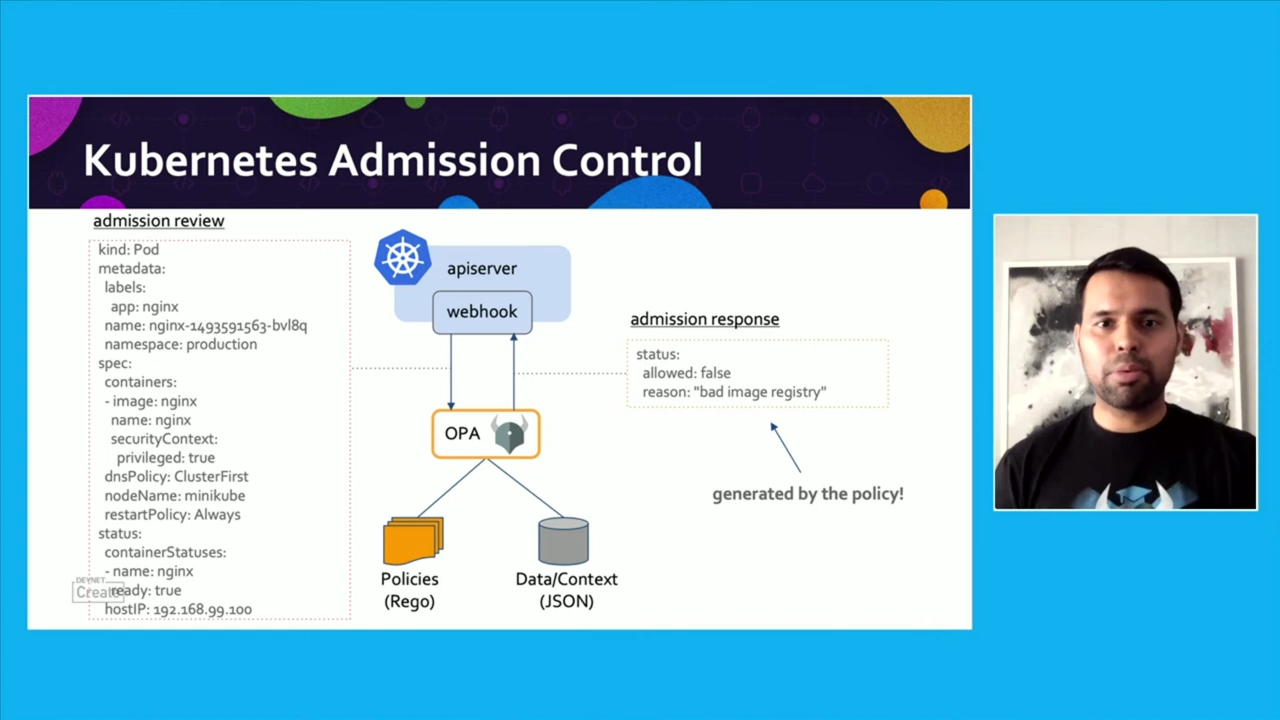 Kubernetes Admission Control
admission review
kind: Pod
metadata:
labels:
app: nginx
name: nginx-1493591563-bvl8q
namespace: production
spec:
containers:
- image: nginx
name: nginx
securityContext:
privileged: true
dnsPolicy: ClusterFirst
nodeName: minikube
restartPolicy: Always
status:
containerStatuses:
- name: nginx
ready: true
hostIP: 192.168.99.100
DEVNET
Create
apiserver
webhook
OPA
Policies
(Rego)
Data/Context
(JSON)
admission response
status:
allowed: false
reason: "bad image registry"
generated by the policy!